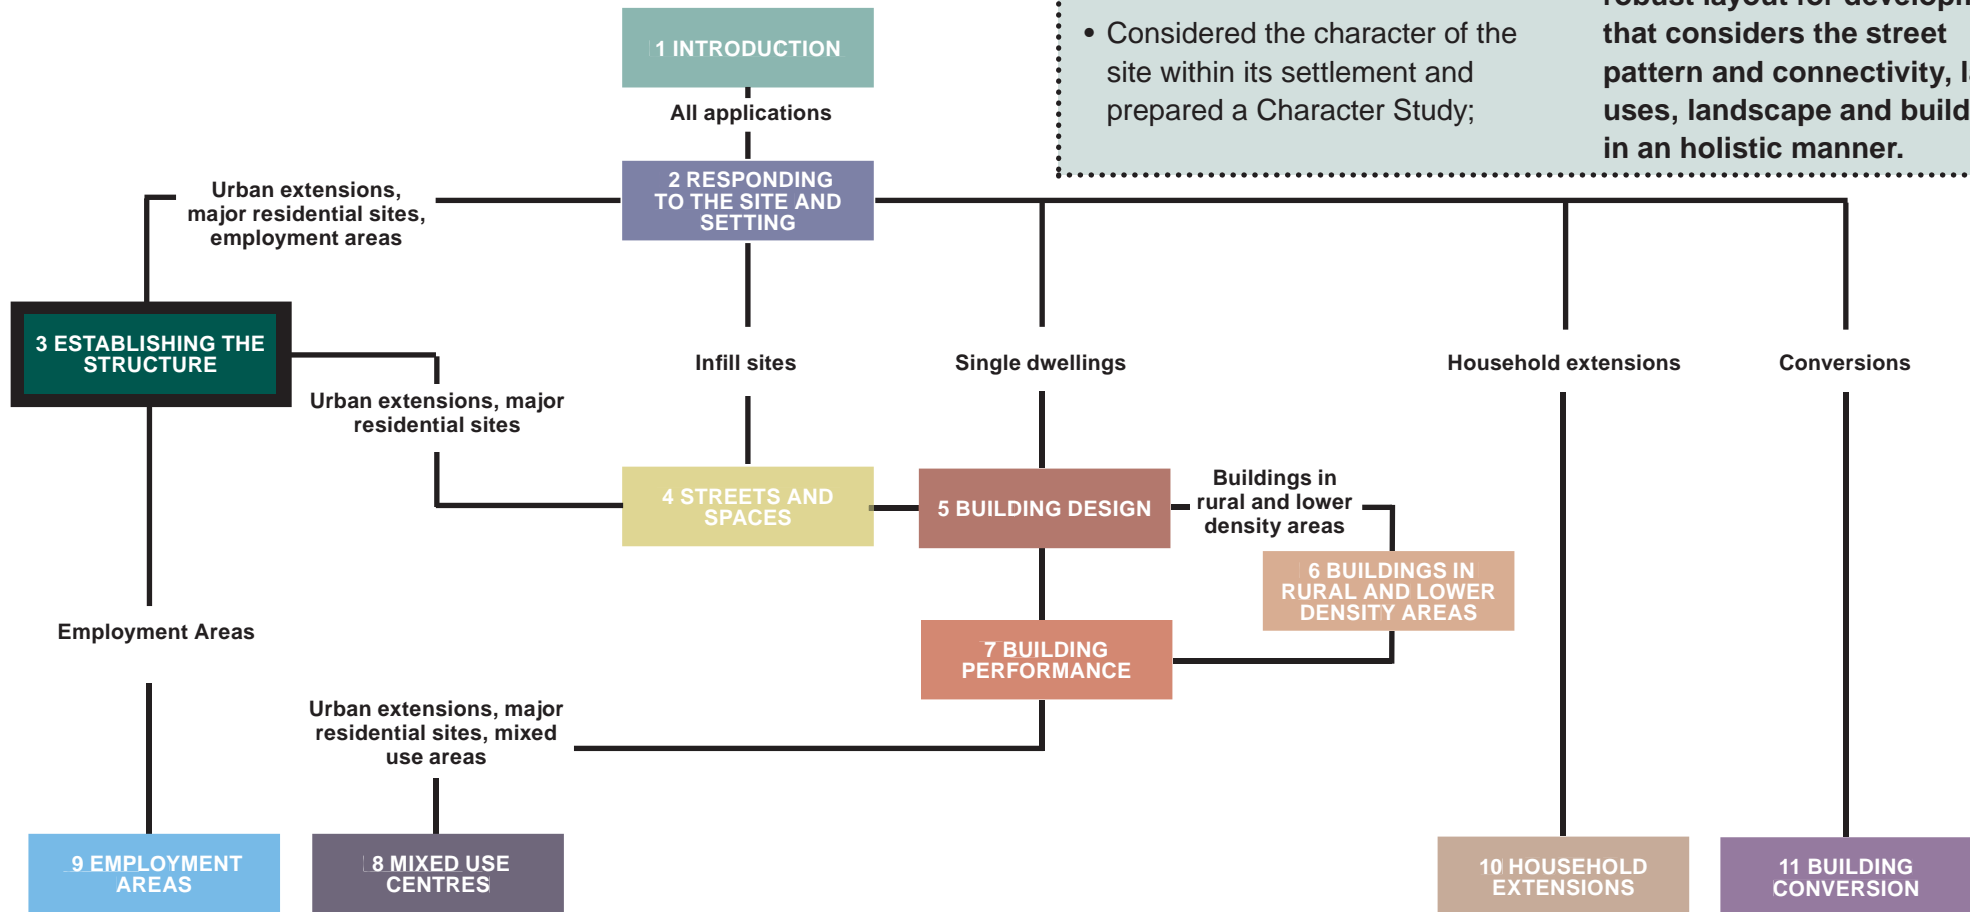 • Considered the character of the
site within its settlement and
prepared a Character Study;
that considers the street
pattern and connectivity,
uses, landscape and
in an holistic manner.
1 INTRODUCTION
All applications
2 RESPONDING
TO THE SITE AND
SETTING
Urban extensions,
major residential sites,
employment areas
3 ESTABLISHING THE
STRUCTURE
Infill sites
Single dwellings
Household extensions
Conversions
Urban extensions, major
residential sites
4 STREETS AND
SPACES
5 BUILDING DESIGN
Buildings in
rural and lower
density areas
6 BUILDINGS IN
RURAL AND LOWER
DENSITY AREAS
Employment Areas
7 BUILDING
PERFORMANCE
Urban extensions, major
residential sites, mixed
use areas
9 EMPLOYMENT
AREAS
8 MIXED USE
CENTRES
10 HOUSEHOLD
EXTENSIONS
11 BUILDING
CONVERSION